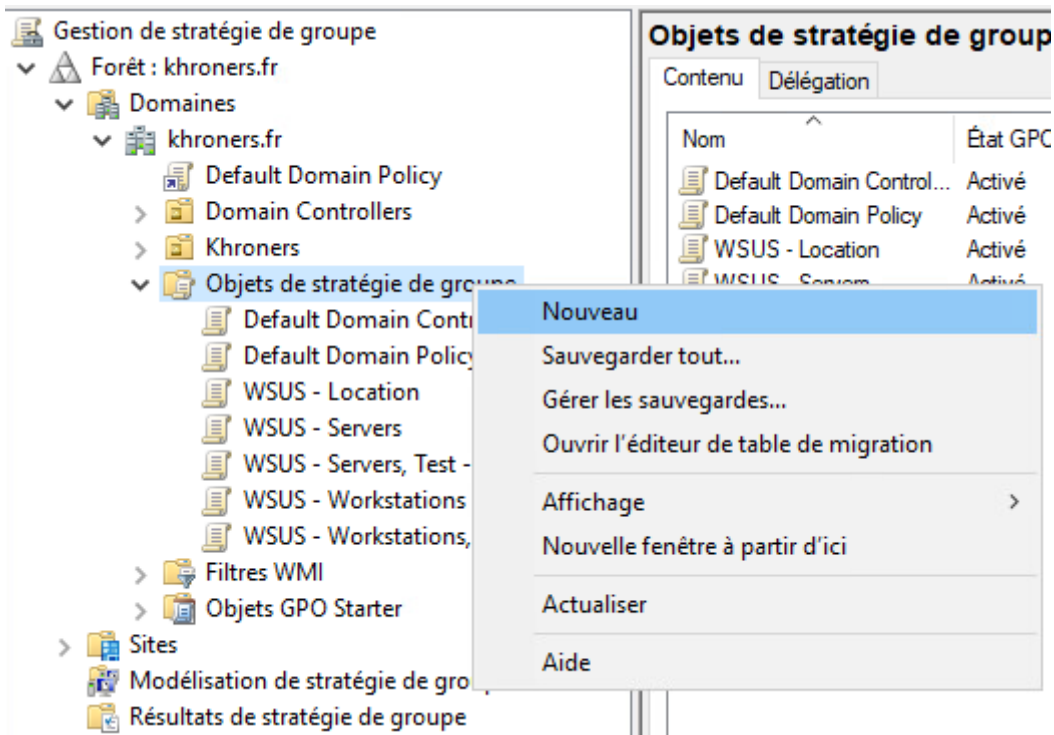 Gestion de stratégie de groupe
Forêt : khroners.fr
Domaines
khroners.fr
Default Domain Policy
Domain Controllers
Khroners
Objets de stratégie de groupe
Default Domain
Default Domain
WSUS - Location
WSUS - Servers
WSUS - Servers, Test -
WSUS - Workstations
WSUS - Workstations,
Filtres WMI
Objets GPO Starter
Sites
Modélisation de stratégie de
Résultats de stratégie de groupe
Objets de stratégie de
Contenu Délégation
Nom État GPO
Default Domain Control... Activé
Default Domain Policy Activé
WSUS - Location Activé
WSUS - Servers Activé
Nouveau
Sauvegarder tout...
Gérer les sauvegardes...
Ouvrir l’éditeur de table de migration
Affichage
Nouvelle fenêtre à partir d’ici
Actualiser
Aide